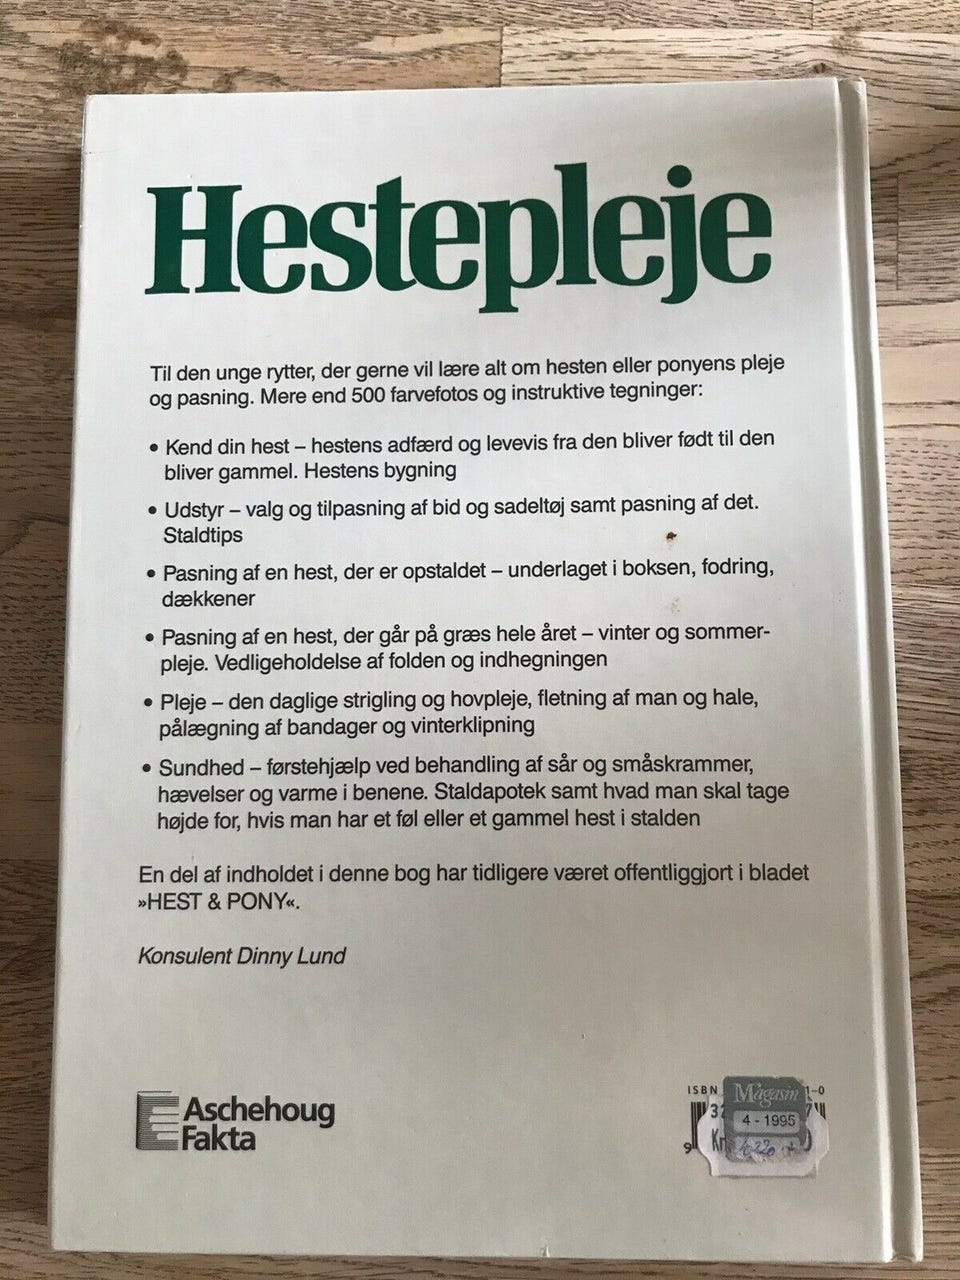 Hestepleje
Til den unge rytter, der gerne vil lære alt om hesten eller ponyens pleje
og pasning. Mere end 500 farvefotos og instruktive tegninger:
• Kend din hest – hestens adfærd og levevis fra den bliver født til den
bliver gammel. Hestens bygning
• Udstyr – valg og tilpasning af bid og sadeltøj samt pasning af det.
Staldtips
• Pasning af en hest, der er opstaldet – underlaget i boksen, fodring,
dækkener
• Pasning af en hest, der går på græs hele året – vinter og sommer-
pleje. Vedligeholdelse af folden og indhegningen
• Pleje – den daglige strigling og hovpleje, fletning af man og hale,
pålægning af bandager og vinterklipning
• Sundhed – førstehjælp ved behandling af sår og småskrammer,
hævelser og varme i benene. Staldapotek samt hvad man skal tage
højde for, hvis man har et føl eller et gammel hest i stalden
En del af indholdet i denne bog har tidligere været offentliggjort i bladet
»HEST & PONY«.
Konsulent Dinny Lund
Aschehoug
Fakta
ISBN 1-0
Magasin
4 - 1995
9 Kr